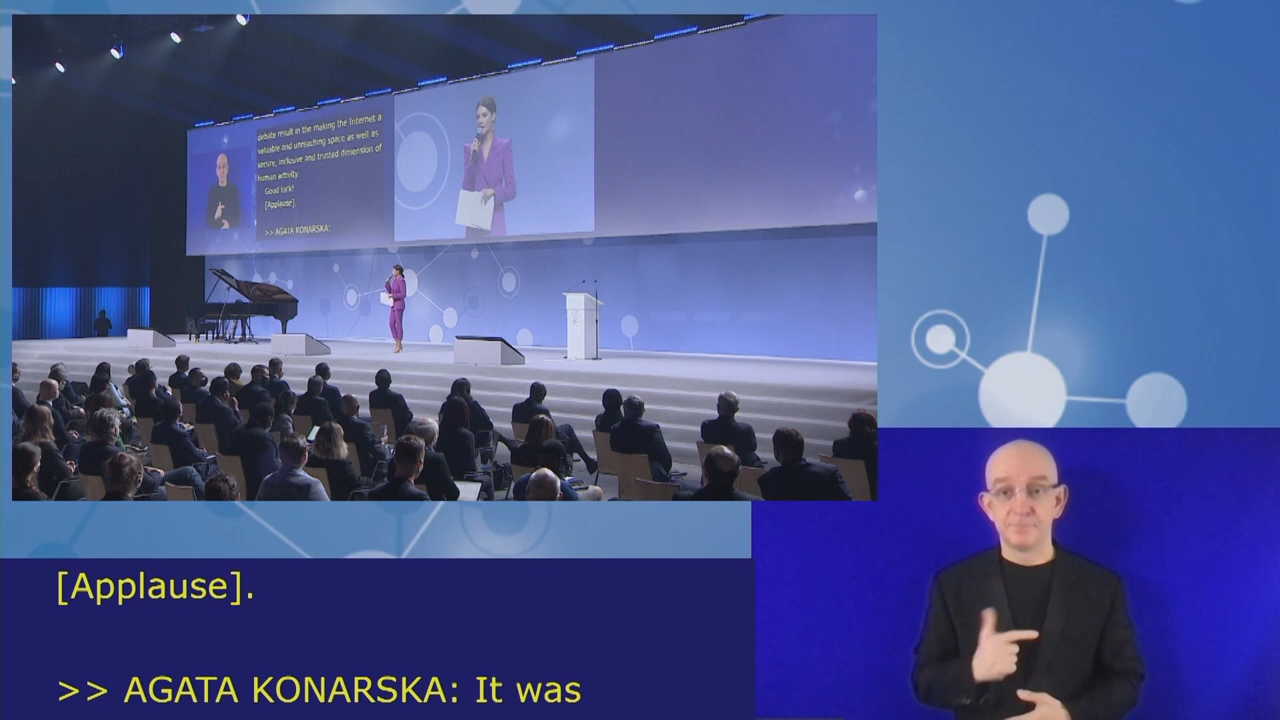 debate result in the making the Internet a
valuable and unreaching space as well as
secure, inclusive and trusted dimension of
human activity.
Good luck!
[Applause].
>> AGATA KONARSKA:
[Applause].
>> AGATA KONARSKA: It was